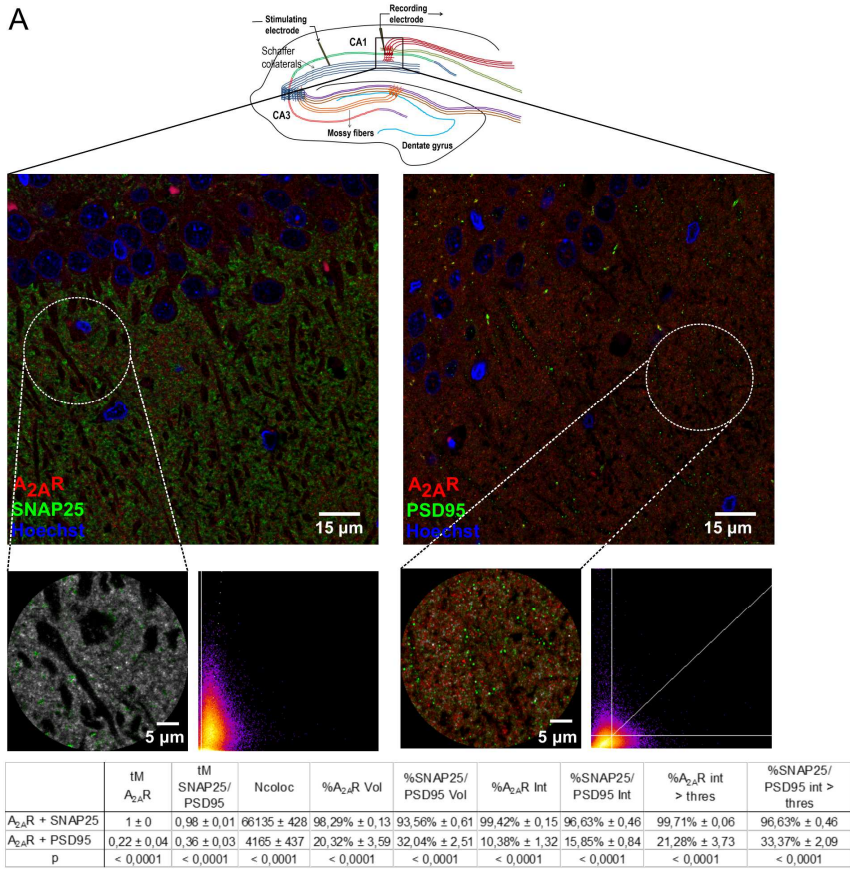 A
Stimulating electrode
Recording electrode
CA1
Schaffer collaterals
CA3
Mossy fibers
Dentate gyrus
A2AR
SNAP25
Hoechst
15 µm
A2AR
PSD95
Hoechst
15 µm
5 µm
5 µm
tM A2AR | tM SNAP25/ PSD95 | Ncoloc | %A2AR Vol | %SNAP25/ PSD95 Vol | %A2AR Int | %SNAP25/ PSD95 Int | %A2AR int > thres | %SNAP25/ PSD95 int > thres
A2AR + SNAP25 | 1 ± 0 | 0,98 ± 0,01 | 66135 ± 428 | 98,29% ± 0,13 | 93,56% ± 0,61 | 99,42% ± 0,15 | 96,63% ± 0,46 | 99,71% ± 0,06 | 96,63% ± 0,46
A2AR + PSD95 | 0,22 ± 0,04 | 0,36 ± 0,03 | 4165 ± 437 | 20,32% ± 3,59 | 32,04% ± 2,51 | 10,38% ± 1,32 | 15,85% ± 0,84 | 21,28% ± 3,73 | 33,37% ± 2,09
p | < 0,0001 | < 0,0001 | < 0,0001 | < 0,0001 | < 0,0001 | < 0,0001 | < 0,0001 | < 0,0001 | < 0,0001